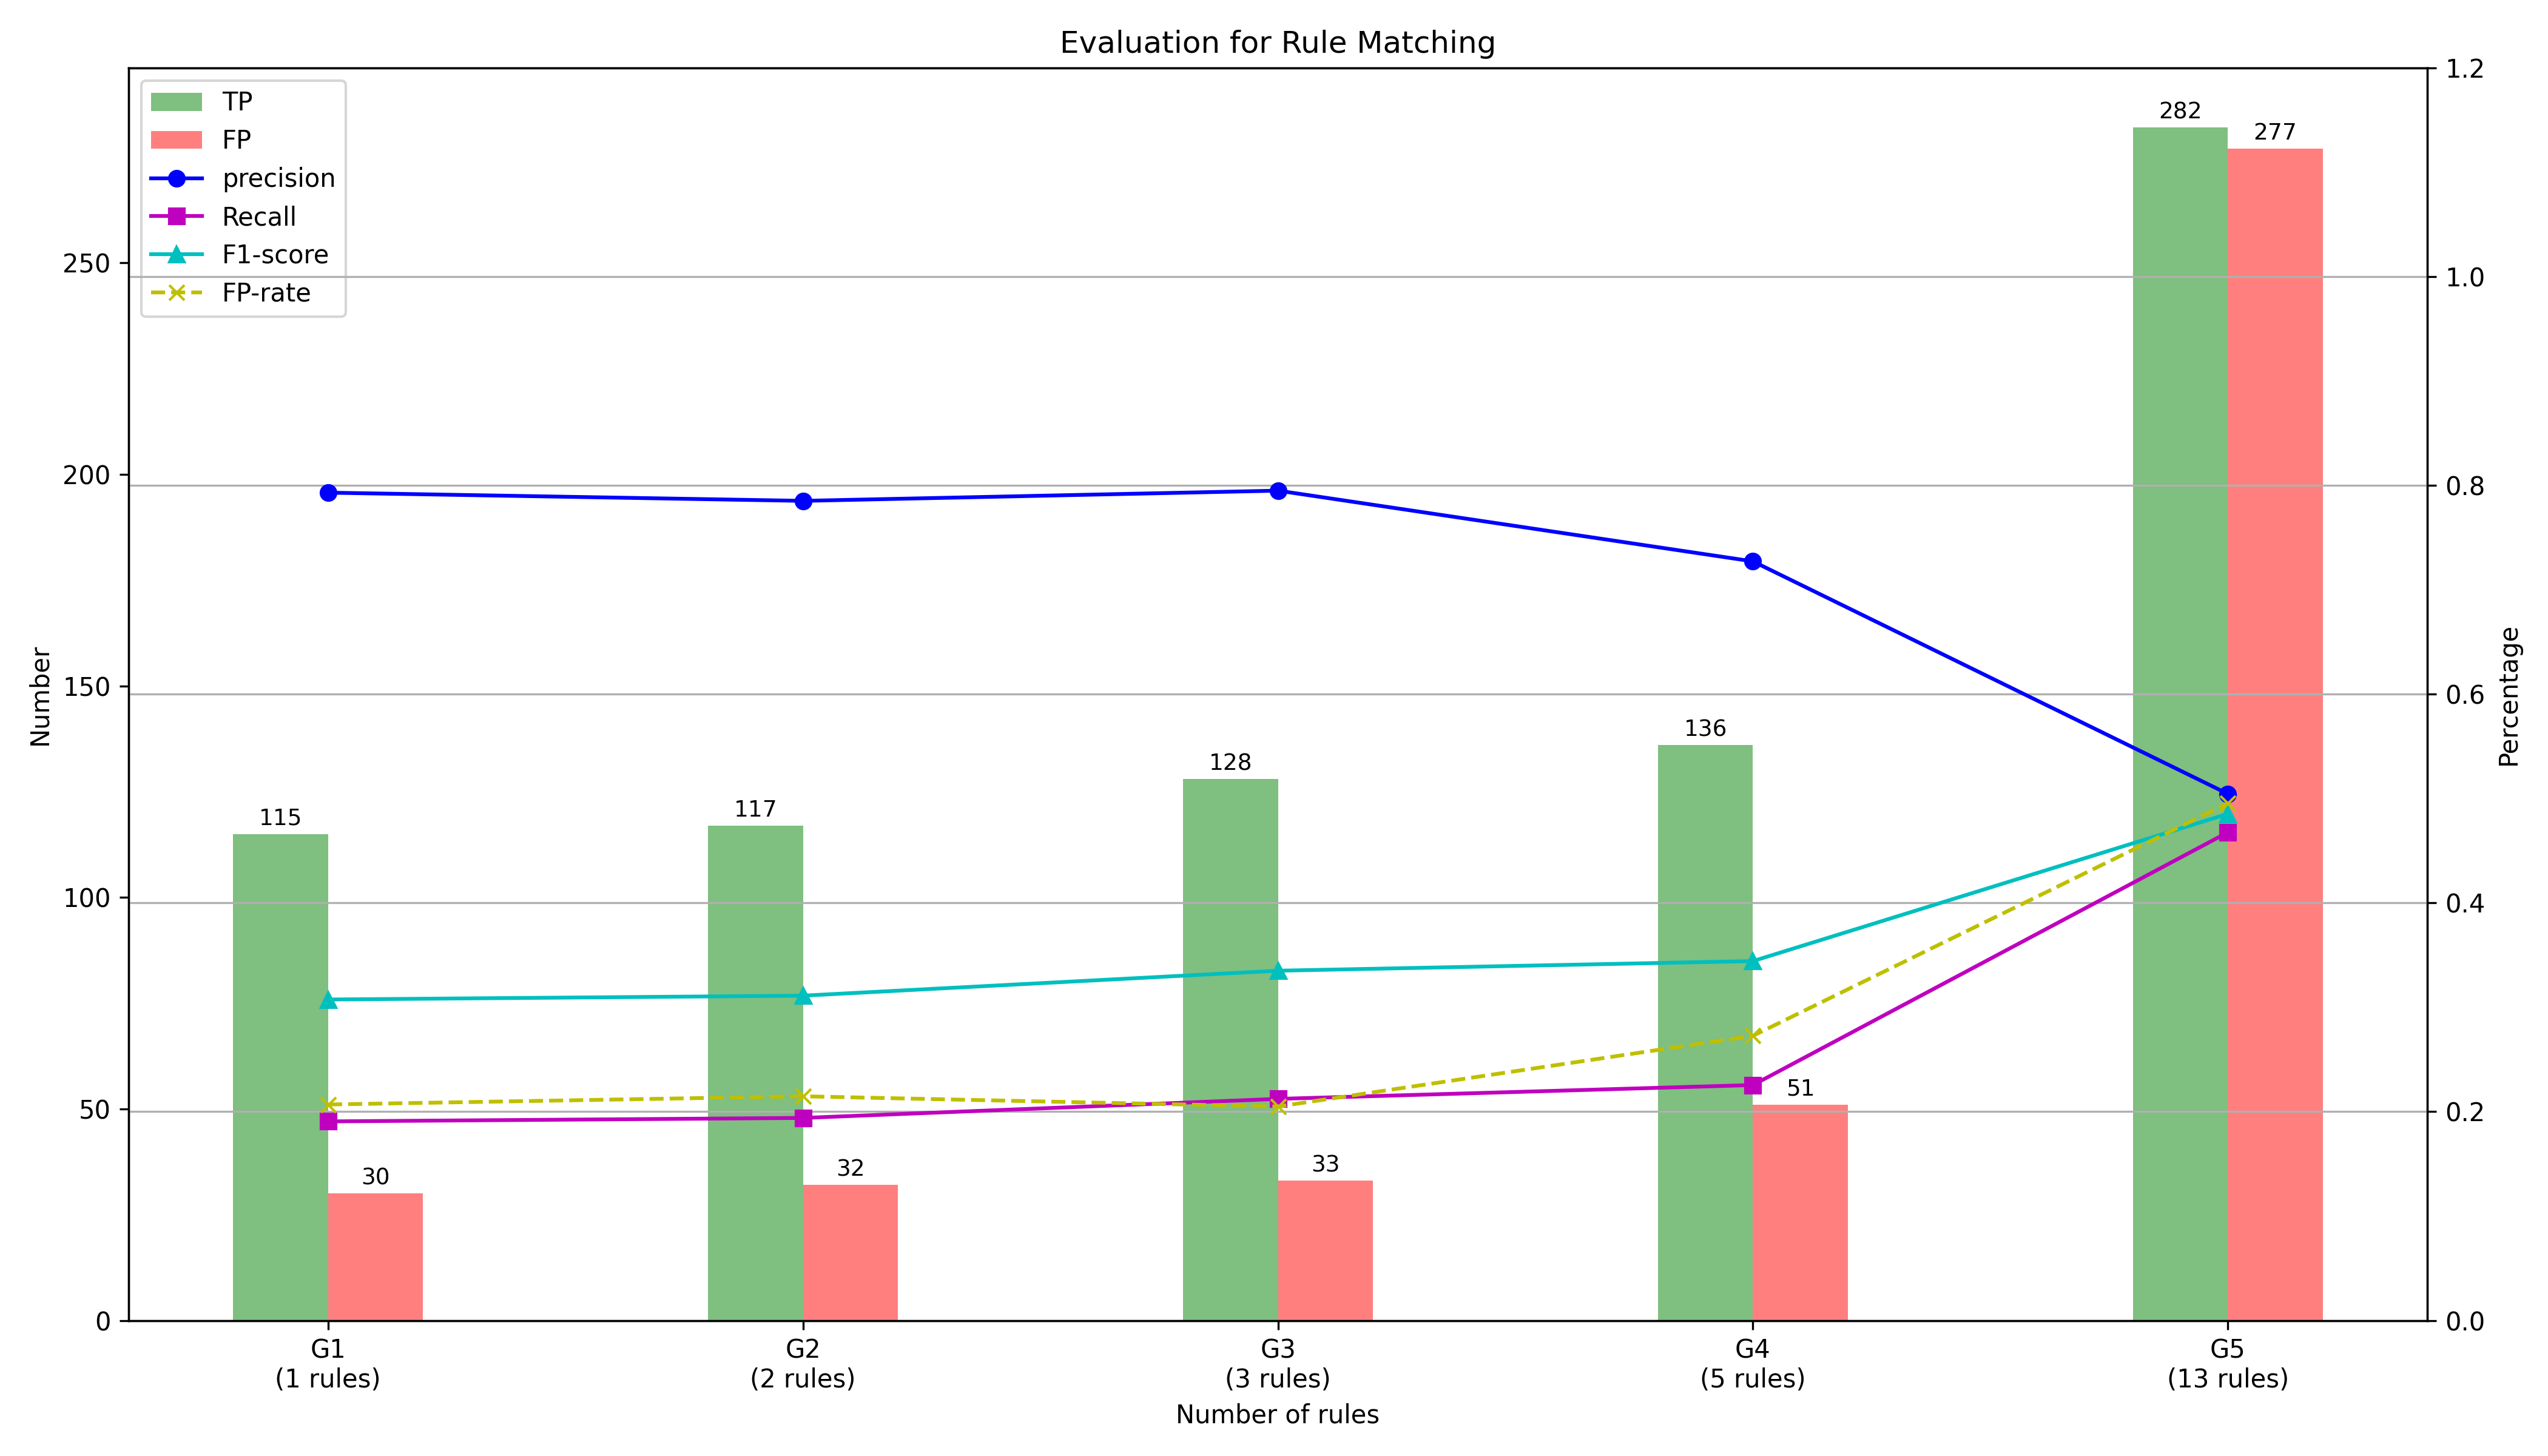 Evaluation for Rule Matching
TP
FP
precision
Recall
F1-score
FP-rate
Number
250
200
150
100
50
0
1.2
1.0
0.8
0.6
0.4
0.2
0.0
Percentage
115
30
117
32
128
33
136
51
282
277
G1
(1 rules)
G2
(2 rules)
G3
(3 rules)
G4
(5 rules)
G5
(13 rules)
Number of rules